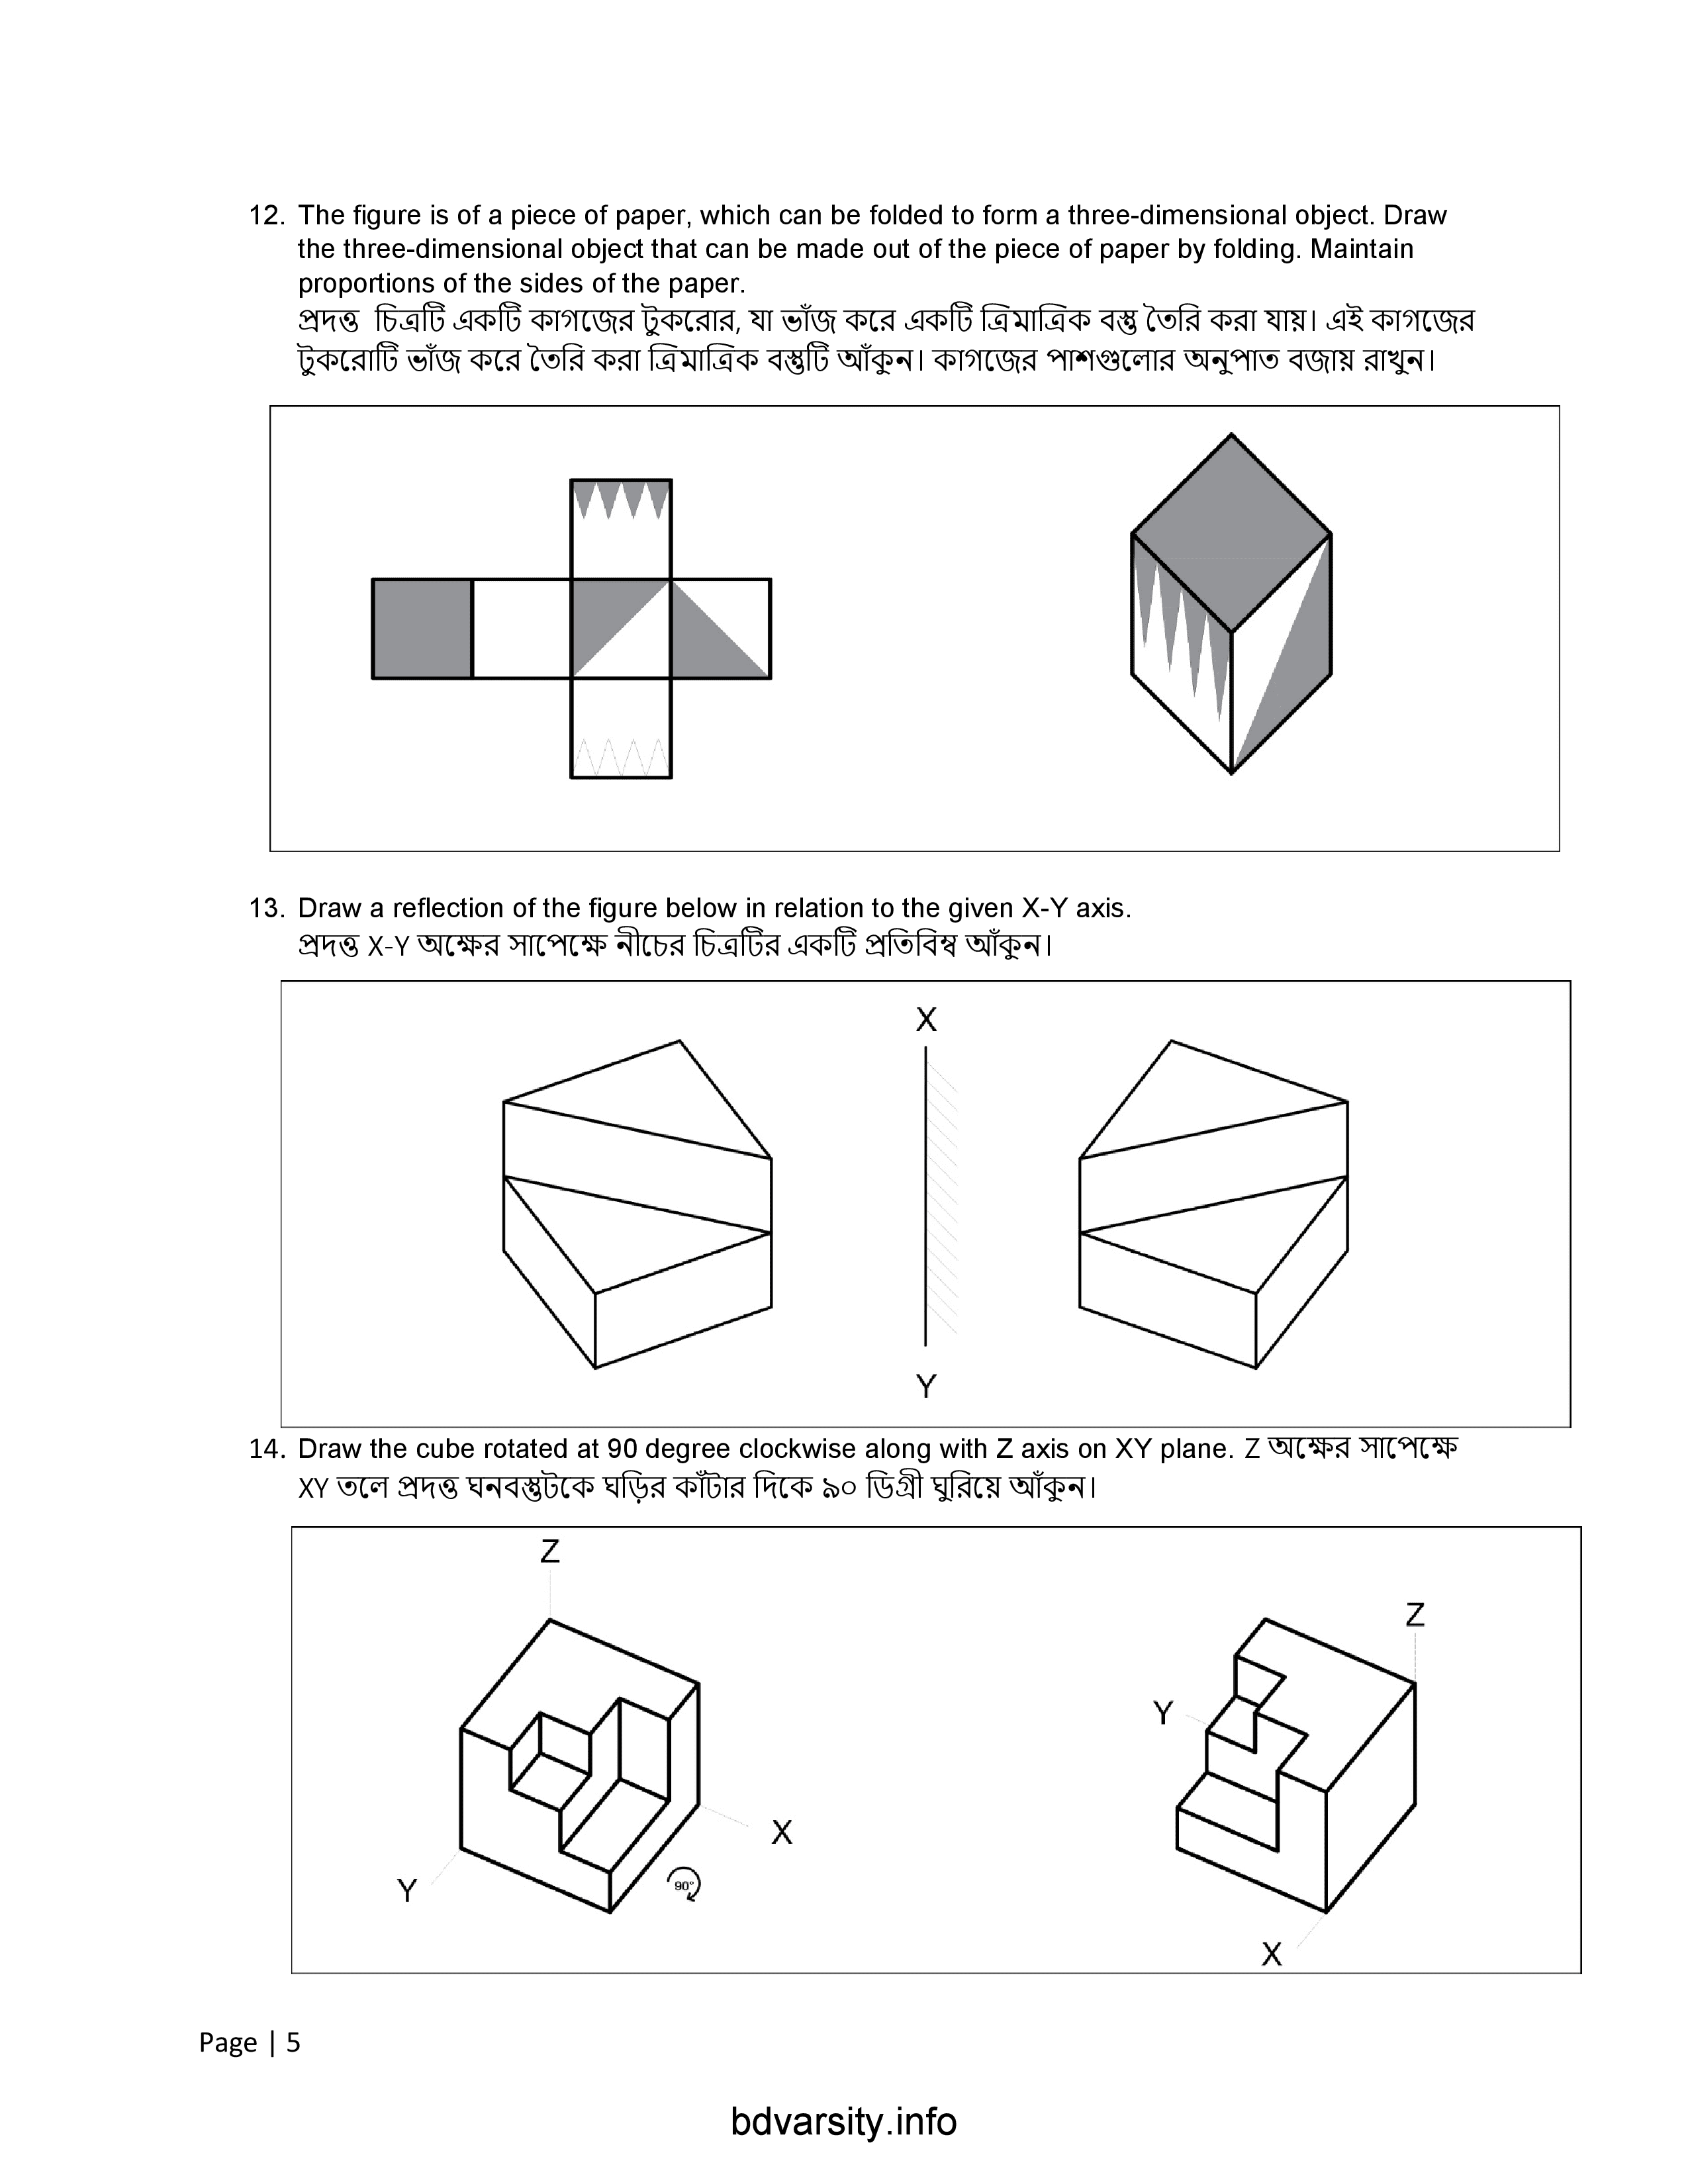 12. The figure is of a piece of paper, which can be folded to form a three-dimensional object. Draw
the three-dimensional object that can be made out of the piece of paper by folding. Maintain
proportions of the sides of the paper.
প্রদত্ত চিত্রটি একটি কাগজের টুকরোর, যা ভাঁজ করে একটি ত্রিমাত্রিক বস্তু তৈরি করা যায়। এই কাগজের
টুকরোটি ভাঁজ করে তৈরি করা ত্রিমাত্রিক বস্তুটি আঁকুন। কাগজের পাশগুলোর অনুপাত বজায় রাখুন।
13. Draw a reflection of the figure below in relation to the given X-Y axis.
প্রদত্ত X-Y অক্ষের সাপেক্ষে নীচের চিত্রটির একটি প্রতিবিম্ব আঁকুন।
X
Y
14. Draw the cube rotated at 90 degree clockwise along with Z axis on XY plane. Z অক্ষের সাপেক্ষে
XY তলে প্রদত্ত ঘনবস্তুটকে ঘড়ির কাঁটার দিকে ৯০ ডিগ্রী ঘুরিয়ে আঁকুন।
Z
Z
Y
X
90°
Y
X
Page | 5
bdvarsity.info